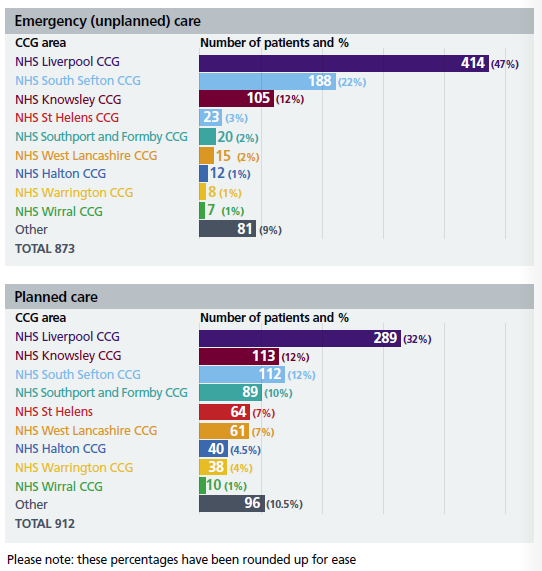 Emergency (unplanned) care
CCG area Number of patients and %
NHS Liverpool CCG 414 (47%)
NHS South Sefton CCG 188 (22%)
NHS Knowsley CCG 105 (12%)
NHS St Helens CCG 23 (3%)
NHS Southport and Formby CCG 20 (2%)
NHS West Lancashire CCG 15 (2%)
NHS Halton CCG 12 (1%)
NHS Warrington CCG 8 (1%)
NHS Wirral CCG 7 (1%)
Other 81 (9%)
TOTAL 873
Planned care
CCG area Number of patients and %
NHS Liverpool CCG 289 (32%)
NHS Knowsley CCG 113 (12%)
NHS South Sefton CCG 112 (12%)
NHS Southport and Formby CCG 89 (10%)
NHS St Helens 64 (7%)
NHS West Lancashire CCG 61 (7%)
NHS Halton CCG 40 (4.5%)
NHS Warrington CCG 38 (4%)
NHS Wirral CCG 10 (1%)
Other 96 (10.5%)
TOTAL 912
Please note: these percentages have been rounded up for ease